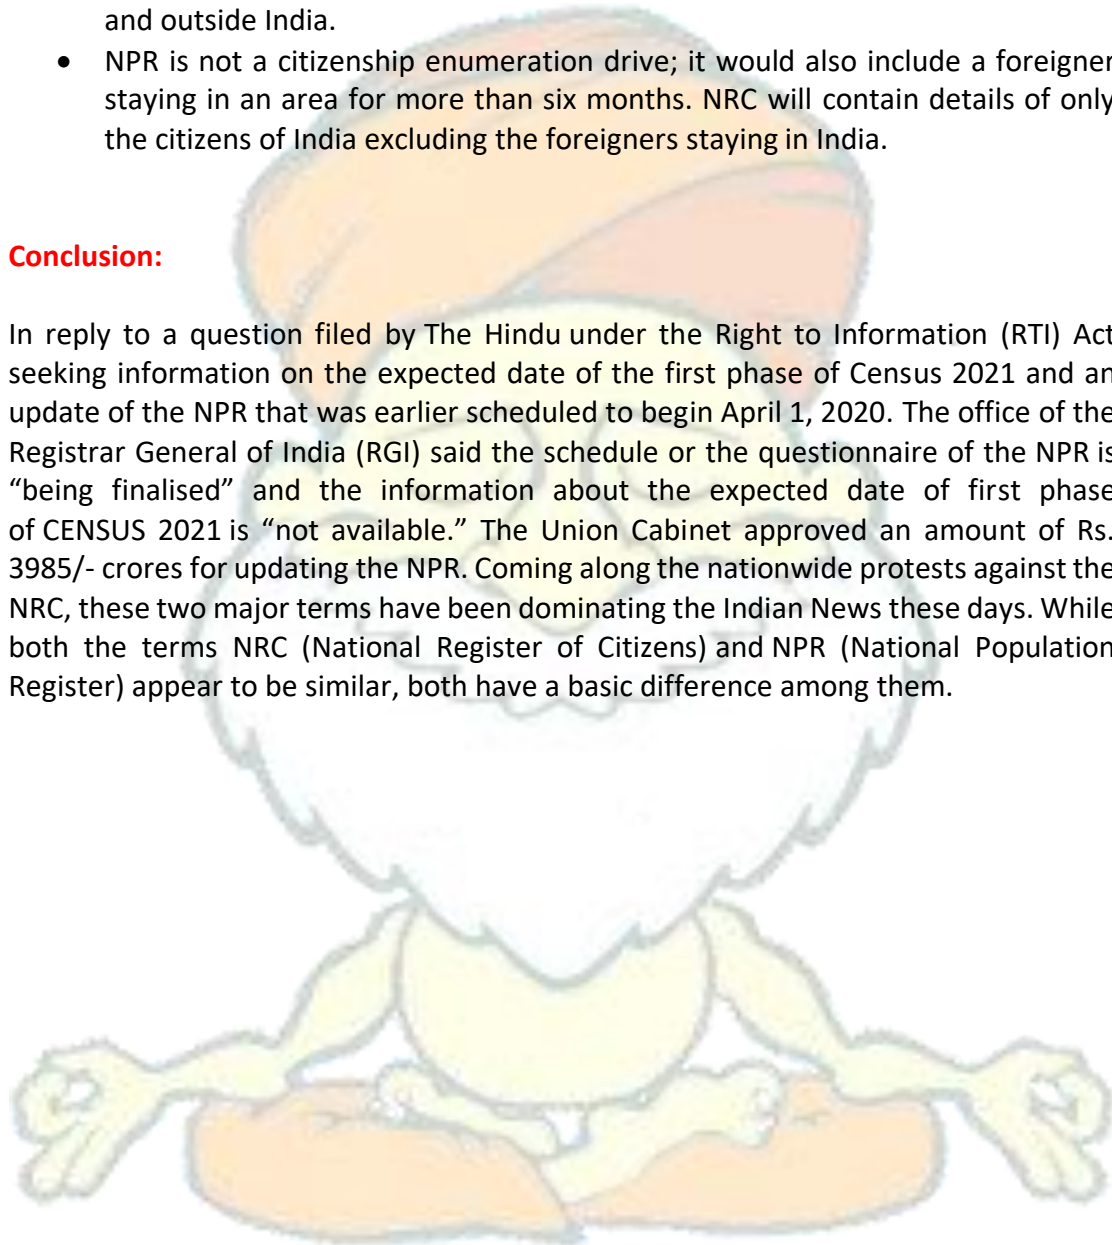 and outside India.
• NPR is not a citizenship enumeration drive; it would also include a foreigner
staying in an area for more than six months. NRC will contain details of only
the citizens of India excluding the foreigners staying in India.
Conclusion:
In reply to a question filed by The Hindu under the Right to Information (RTI) Act
seeking information on the expected date of the first phase of Census 2021 and an
update of the NPR that was earlier scheduled to begin April 1, 2020. The office of the
Registrar General of India (RGI) said the schedule or the questionnaire of the NPR is
“being finalised” and the information about the expected date of first phase
of CENSUS 2021 is “not available.” The Union Cabinet approved an amount of Rs.
3985/- crores for updating the NPR. Coming along the nationwide protests against the
NRC, these two major terms have been dominating the Indian News these days. While
both the terms NRC (National Register of Citizens) and NPR (National Population
Register) appear to be similar, both have a basic difference among them.